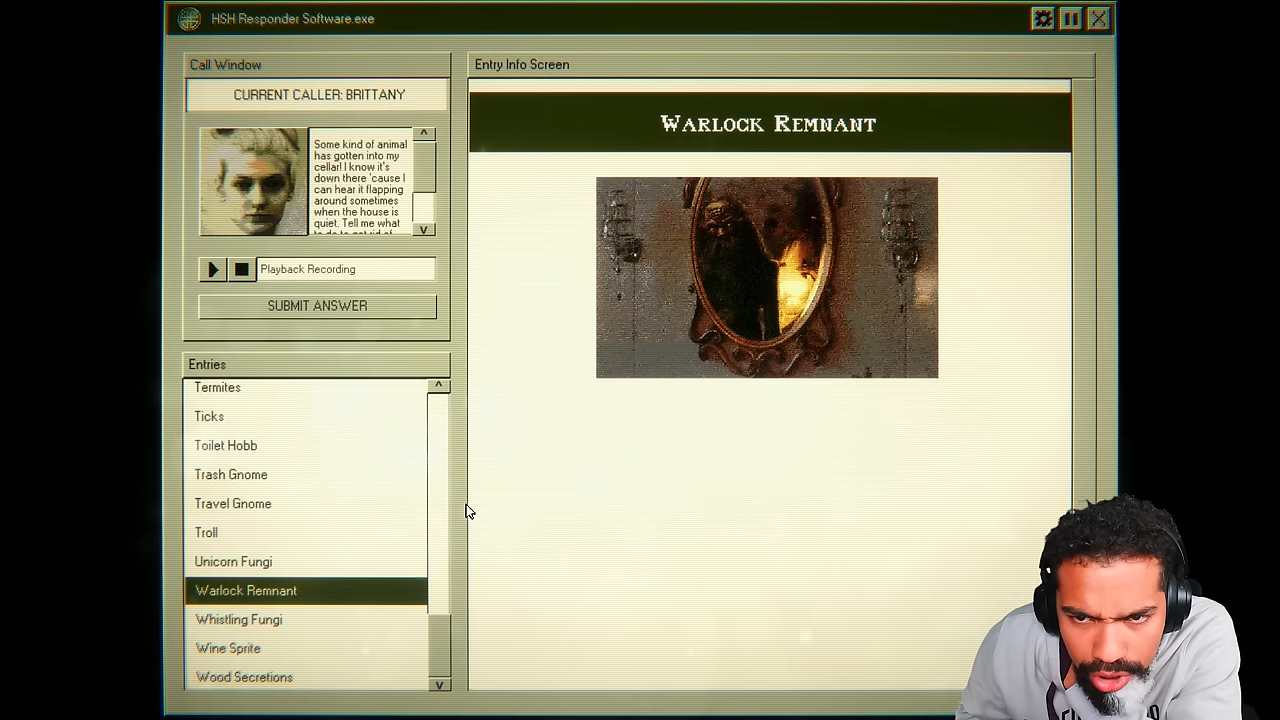 HSH Responder Software.exe
Call Window
CURRENT CALLER: BRITTANY
Some kind of animal
has gotten into my
cellar! I know it's
down there 'cause I
can hear it flapping
around sometimes
when the house is
quiet. Tell me what
Playback Recording
SUBMIT ANSWER
Entries
Termites
Ticks
Toilet Hobb
Trash Gnome
Travel Gnome
Troll
Unicorn Fungi
Warlock Remnant
Whistling Fungi
Wine Sprite
Wood Secretions
Entry Info Screen
Warlock Remnant